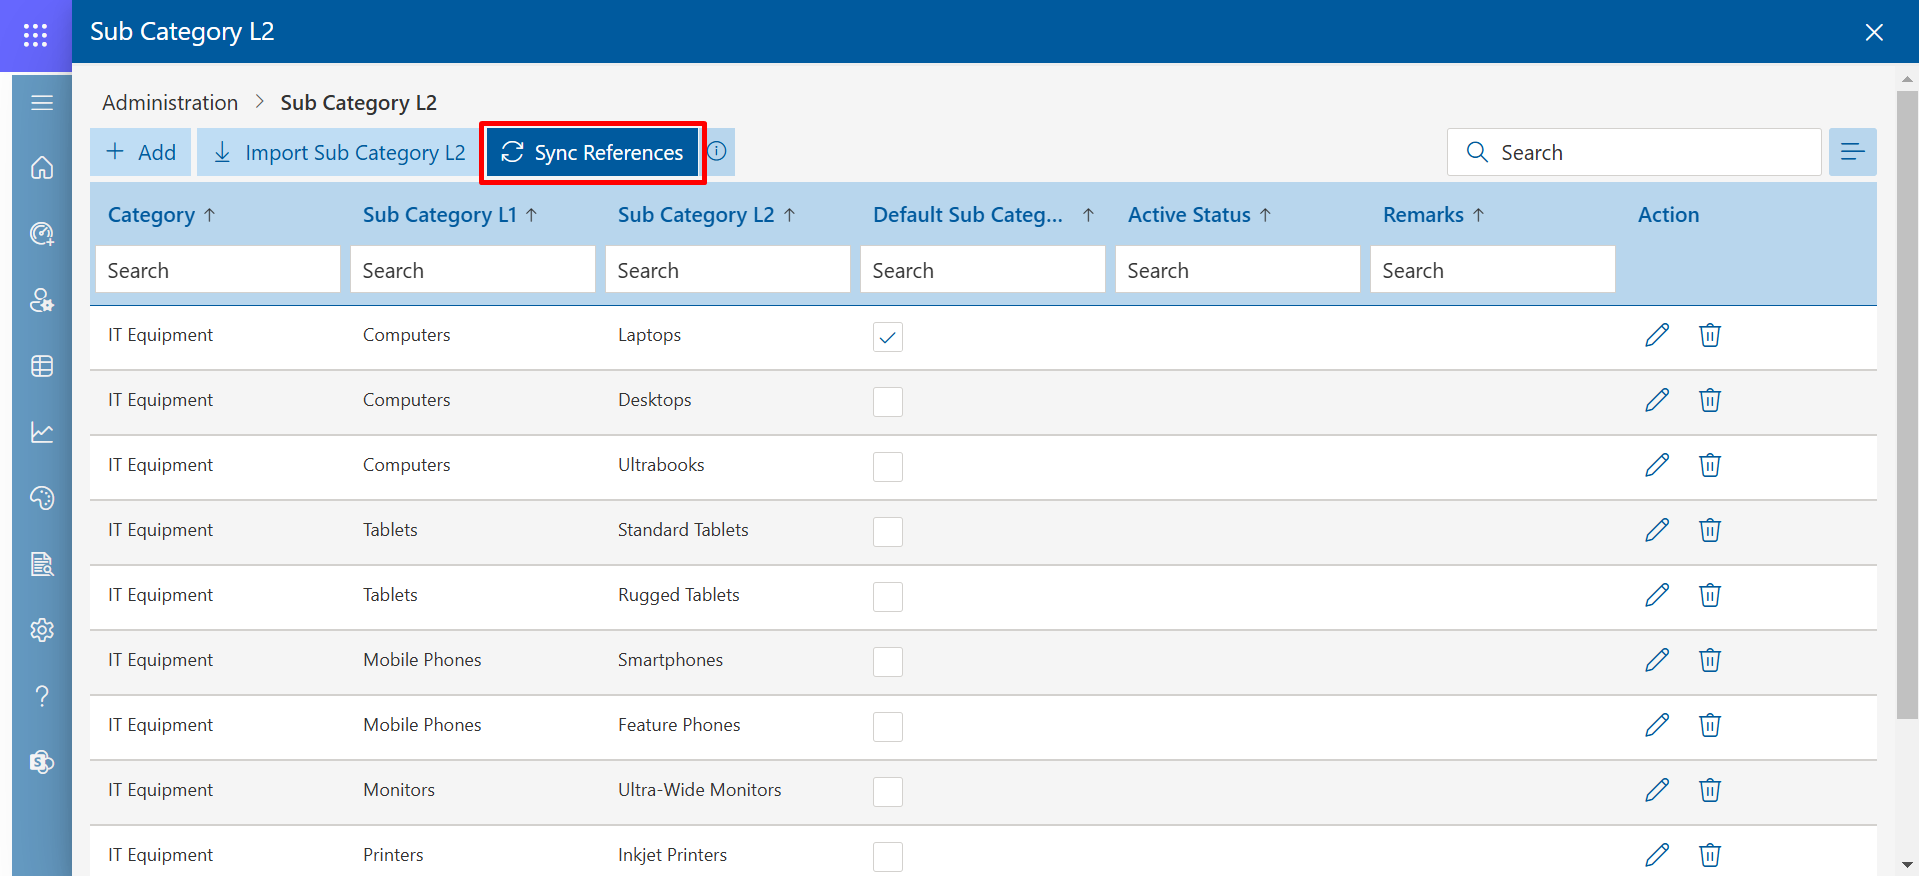 Sub Category L2
Administration > Sub Category L2
+ Add Import Sub Category L2 Sync References Search
Category ↑ Sub Category L1 ↑ Sub Category L2 ↑ Default Sub Categ... ↑ Active Status ↑ Remarks ↑ Action
Search Search Search Search Search Search
IT Equipment Computers Laptops
IT Equipment Computers Desktops
IT Equipment Computers Ultrabooks
IT Equipment Tablets Standard Tablets
IT Equipment Tablets Rugged Tablets
IT Equipment Mobile Phones Smartphones
IT Equipment Mobile Phones Feature Phones
IT Equipment Monitors Ultra-Wide Monitors
IT Equipment Printers Inkjet Printers